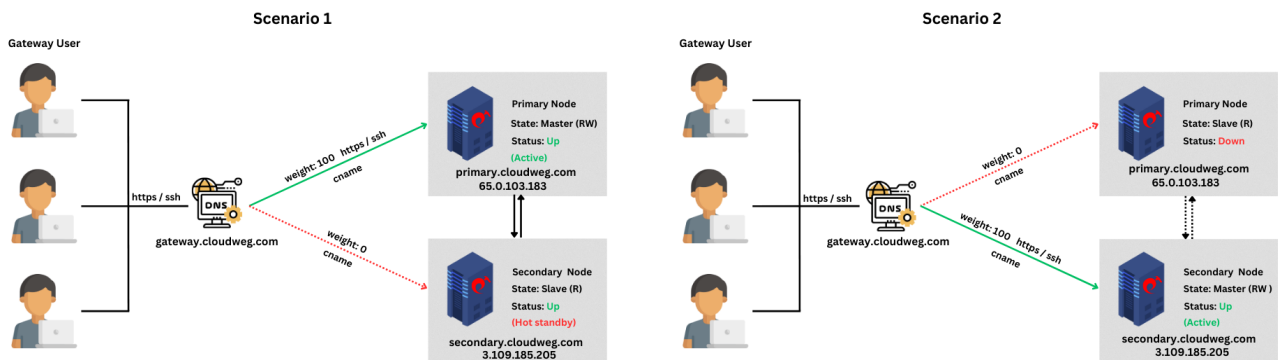 Scenario 1
Gateway User
https / ssh
DNS
gateway.cloudweg.com
weight: 100 https / ssh
cname
weight: 0
cname
Primary Node
State: Master (RW)
Status: Up
(Active)
primary.cloudweg.com
65.0.103.183
Secondary Node
State: Slave (R)
Status: Up
(Hot standby)
secondary.cloudweg.com
3.109.185.205
Scenario 2
Gateway User
https / ssh
DNS
gateway.cloudweg.com
weight: 0
cname
weight: 100 https / ssh
cname
Primary Node
State: Slave (R)
Status: Down
primary.cloudweg.com
65.0.103.183
Secondary Node
State: Master (RW )
Status: Up
(Active)
secondary.cloudweg.com
3.109.185.205